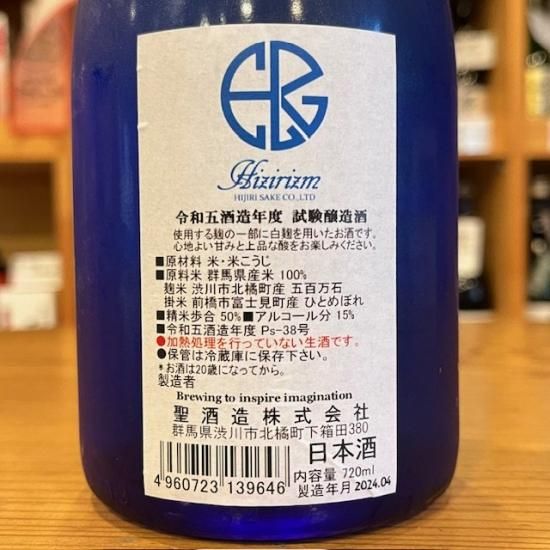 Hizirizm
HIJIRI SAKE CO.,LTD
令和五酒造年度 試験醸造酒
使用する麹の一部に白麹を用いたお酒です。
心地よい甘みと上品な酸をお楽しみください。
■原材料 米・米こうじ
■原料米 群馬県産米 100%
麹米 渋川市北橘町産 五百万石
掛米 前橋市富士見町産 ひとめぼれ
■精米歩合 50% ■アルコール分 15%
■令和五酒造年度 Ps-38号
●加熱処理を行っていない生酒です。
●保管は冷蔵庫に保存下さい。
*お酒は20歳になってから。
製造者
Brewing to inspire imagination
聖酒造株式会社
群馬県渋川市北橘町下箱田380
日本酒
内容量 720ml
製造年月 2024.04
4 960723 139646